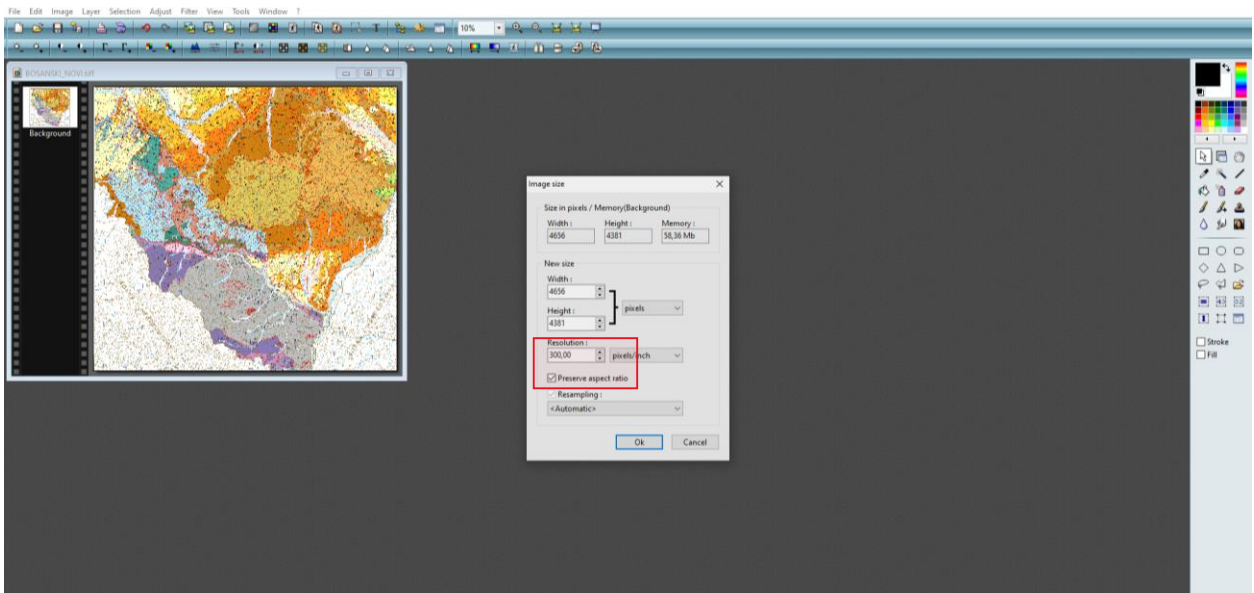 File Edit Image Layer Selection Adjust Filter View Tools Window ?
10%
BOSANSKI_NOVI.tiff
Background
Image size
Size in pixels / Memory(Background)
Width : Height : Memory :
4656 4381 58,36 Mb
New size
Width :
4656
pixels
Height :
4381
Resolution :
300,00 pixels/inch
Preserve aspect ratio
Resampling :
<Automatic>
Ok Cancel
Stroke
Fill